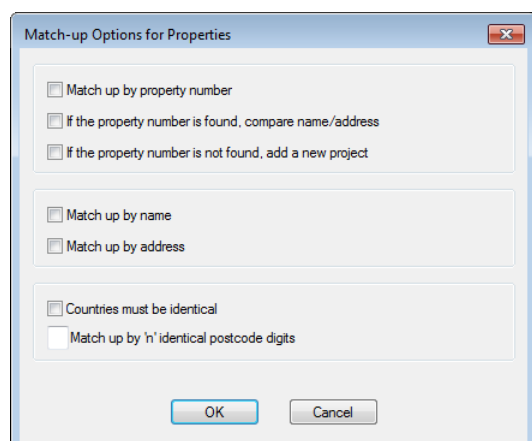 Match-up Options for Properties
Match up by property number
If the property number is found, compare name/address
If the property number is not found, add a new project
Match up by name
Match up by address
Countries must be identical
Match up by 'n' identical postcode digits
OK
Cancel